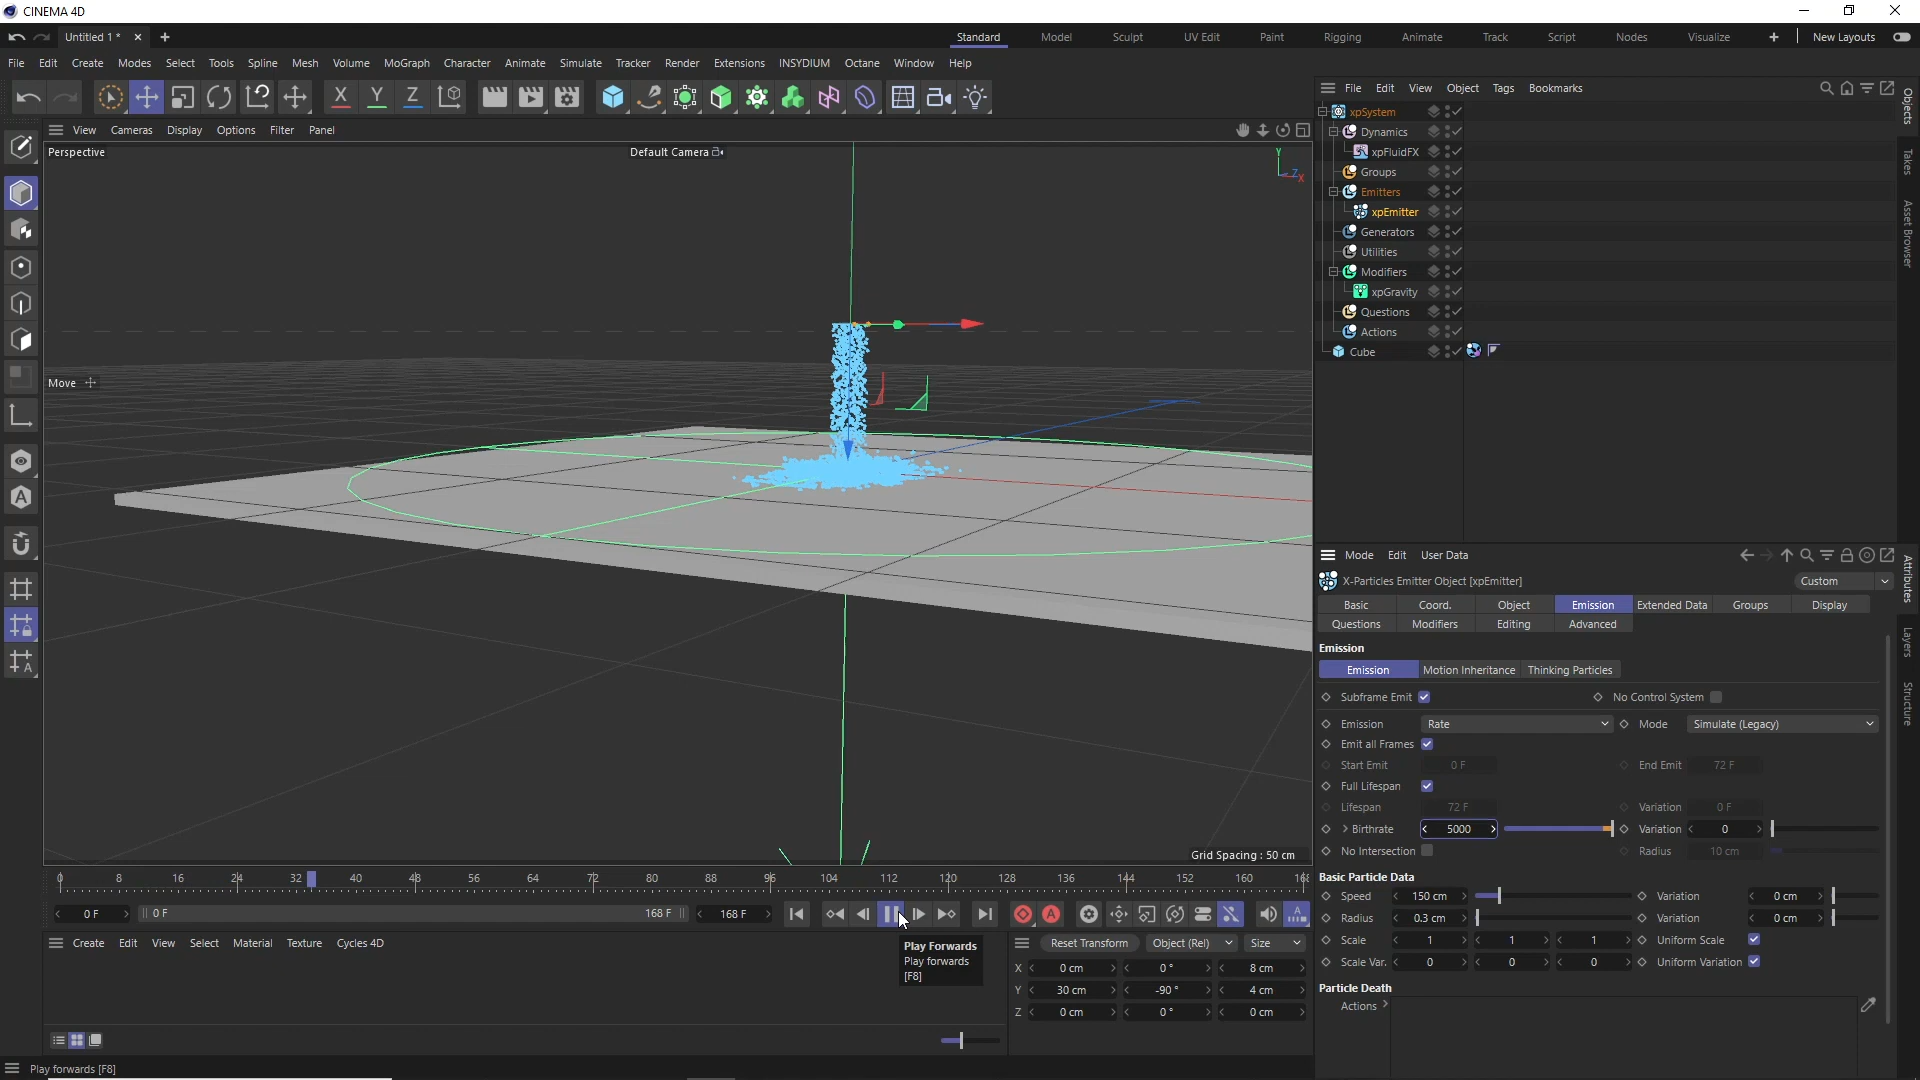 CINEMA 4D
Untitled 1 *
Standard Model Sculpt UV Edit Paint Rigging Animate Track Script Nodes Visualize New Layouts
File Edit Create Modes Select Tools Spline Mesh Volume MoGraph Character Animate Simulate Tracker Render Extensions INSYDIUM Octane Window Help
File Edit View Object Tags Bookmarks
X Y Z
View Cameras Display Options Filter Panel
Perspective
Default Camera
Y
Z
X
Move
Grid Spacing : 50 cm
xpSystem
Dynamics
xpFluidFX
Groups
Emitters
xpEmitter
Generators
Utilities
Modifiers
xpGravity
Questions
Actions
Cube
Objects
Takes
Asset Browser
Attributes
Layers
Structure
Mode Edit User Data
X-Particles Emitter Object [xpEmitter]
Custom
Basic Coord. Object Emission Extended Data Groups Display
Questions Modifiers Editing Advanced
Emission
Emission Motion Inheritance Thinking Particles
Subframe Emit No Control System
Emission Rate Mode Simulate (Legacy)
Emit all Frames
Start Emit 0 F End Emit 72 F
Full Lifespan
Lifespan 72 F Variation 0 F
Birthrate 5000 Variation 0
No Intersection Radius 10 cm
Basic Particle Data
Speed 150 cm Variation 0 cm
Radius 0.3 cm Variation 0 cm
Scale 1 1 1 Uniform Scale
Scale Var. 0 0 0 Uniform Variation
Particle Death
Actions
0 8 16 24 32 40 48 56 64 72 80 88 96 104 112 120 128 136 144 152 160 168
0 F 0 F 168 F 168 F
Play Forwards
Play forwards
[F8]
Create Edit View Select Material Texture Cycles 4D
Reset Transform Object (Rel) Size
X 0 cm 0 ° 8 cm
Y 30 cm -90 ° 4 cm
Z 0 cm 0 ° 0 cm
Play forwards [F8]